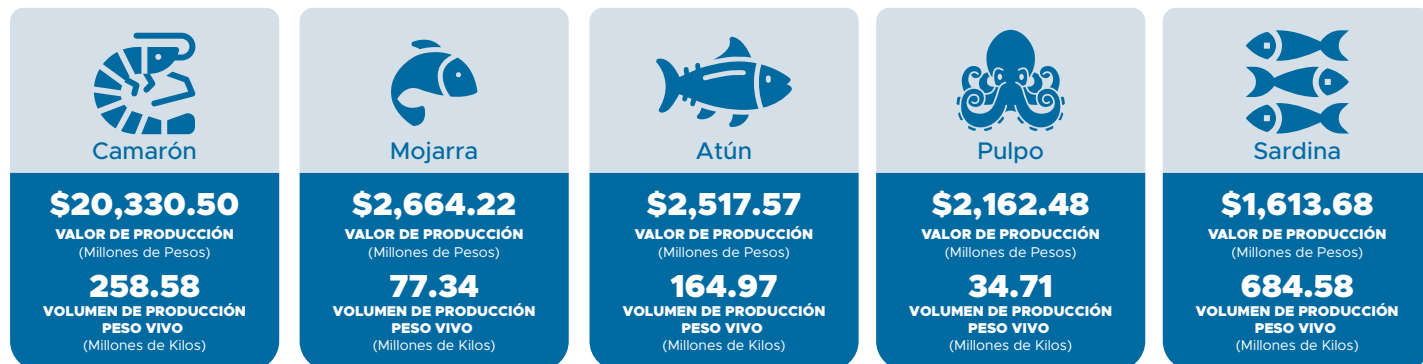 Camarón
$20,330.50
VALOR DE PRODUCCIÓN
(Millones de Pesos)
258.58
VOLUMEN DE PRODUCCIÓN
PESO VIVO
(Millones de Kilos)
Mojarra
$2,664.22
VALOR DE PRODUCCIÓN
(Millones de Pesos)
77.34
VOLUMEN DE PRODUCCIÓN
PESO VIVO
(Millones de Kilos)
Atún
$2,517.57
VALOR DE PRODUCCIÓN
(Millones de Pesos)
164.97
VOLUMEN DE PRODUCCIÓN
PESO VIVO
(Millones de Kilos)
Pulpo
$2,162.48
VALOR DE PRODUCCIÓN
(Millones de Pesos)
34.71
VOLUMEN DE PRODUCCIÓN
PESO VIVO
(Millones de Kilos)
Sardina
$1,613.68
VALOR DE PRODUCCIÓN
(Millones de Pesos)
684.58
VOLUMEN DE PRODUCCIÓN
PESO VIVO
(Millones de Kilos)